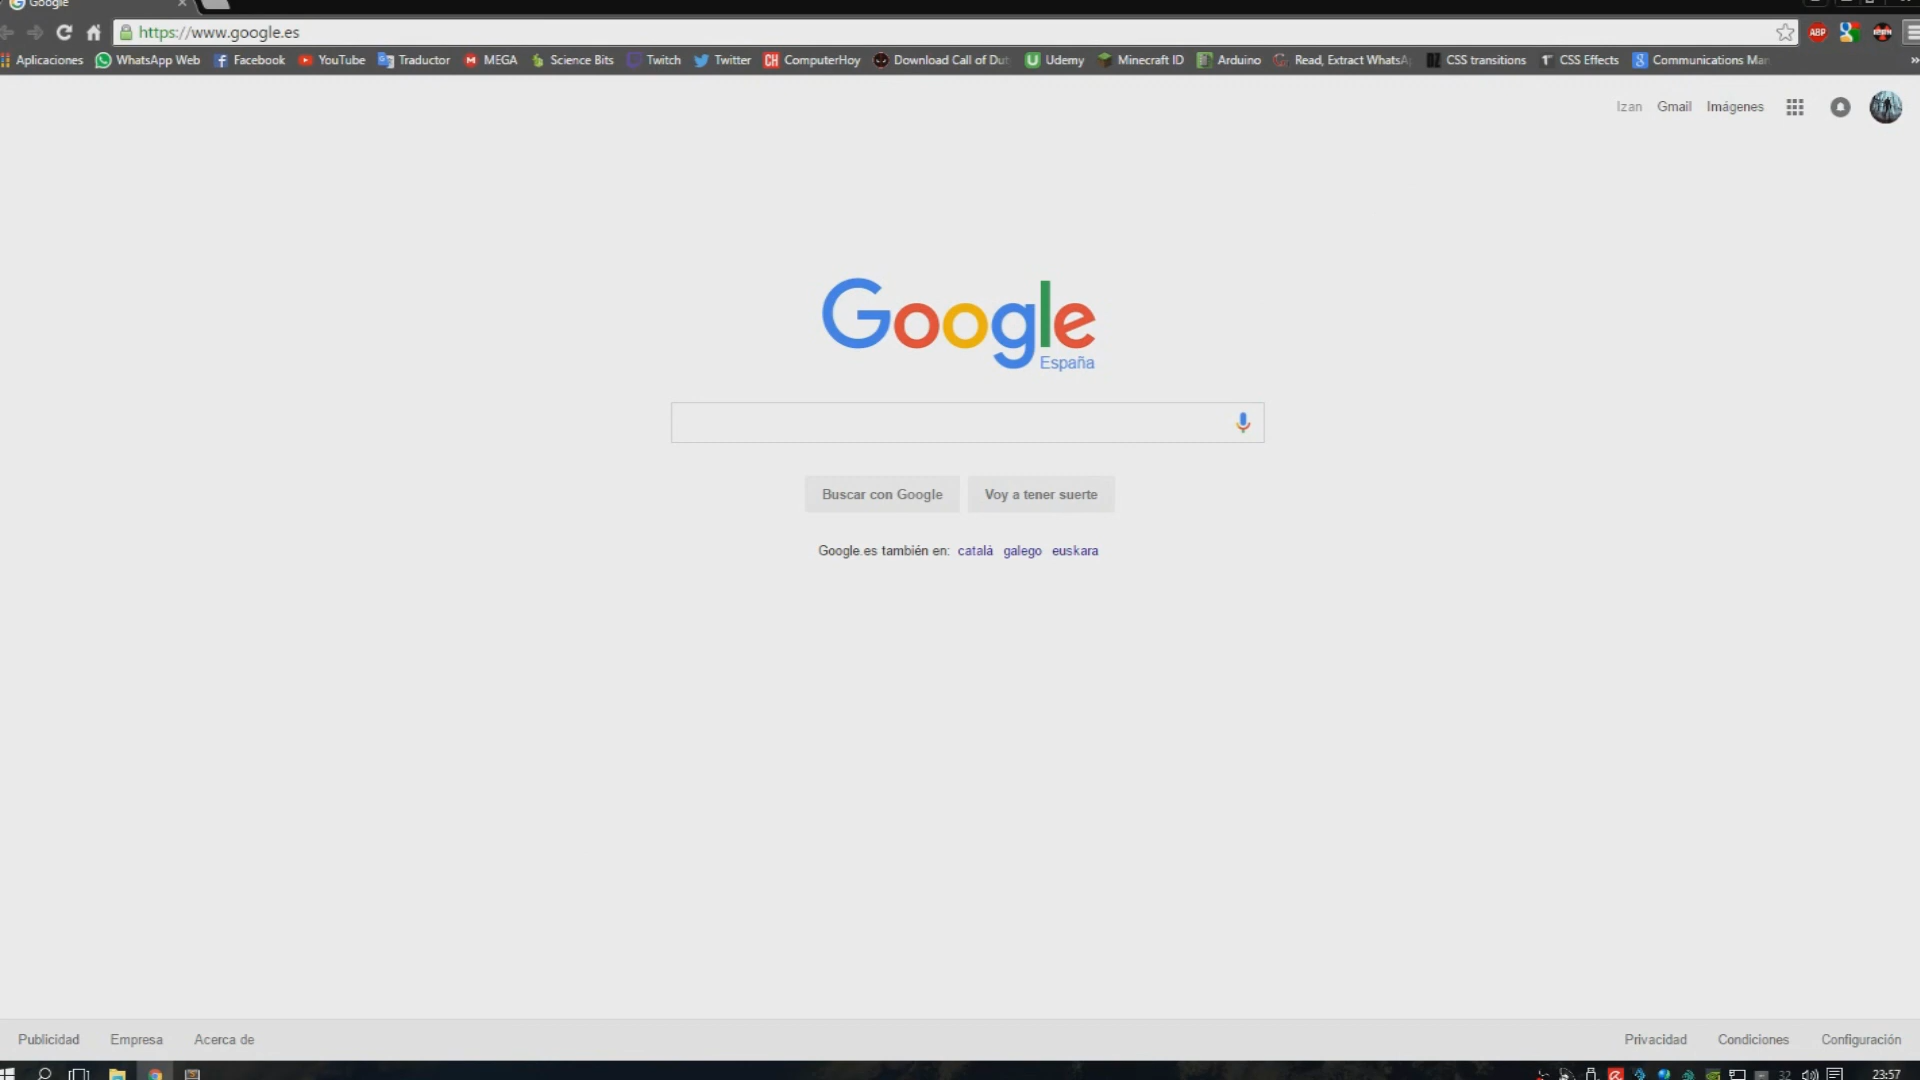 Google
https://www.google.es
Aplicaciones WhatsApp Web Facebook YouTube Traductor MEGA Science Bits Twitch Twitter ComputerHoy Download Call of Dut Udemy Minecraft ID Arduino Read, Extract WhatsA CSS transitions CSS Effects Communications Man »
Izan Gmail Imágenes
Google
España
Buscar con Google Voy a tener suerte
Google.es también en: català galego euskara
Publicidad Empresa Acerca de Privacidad Condiciones Configuración
32 23:57